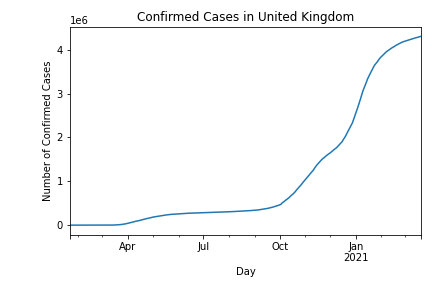 Confirmed Cases in United Kingdom
1e6
4
3
2
1
0
Number of Confirmed Cases
Apr
Jul
Oct
Jan
2021
Day